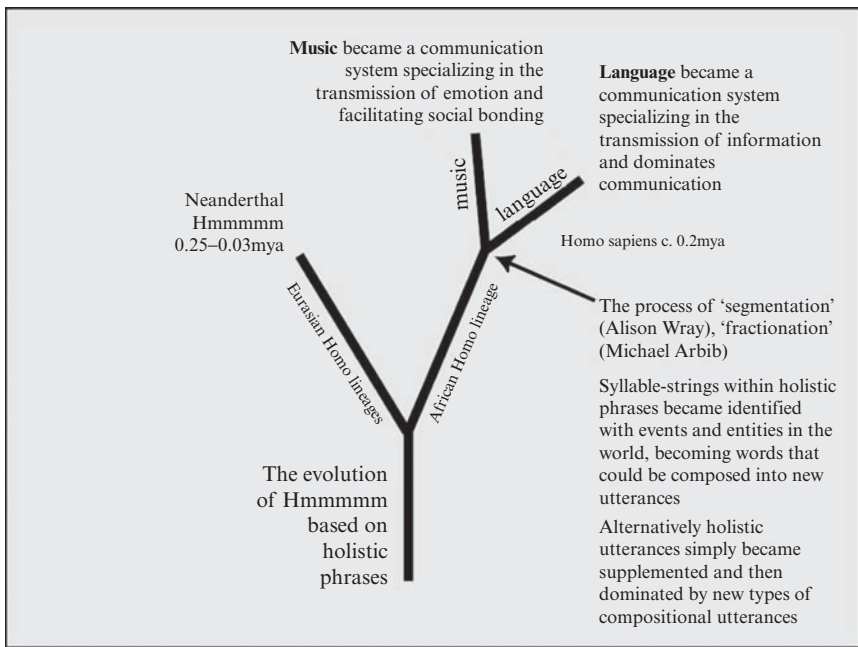 Music became a communication
system specializing in the
transmission of emotion and
facilitating social bonding
Language became a
communication system
specializing in the
transmission of information
and dominates
communication
music
language
Neanderthal
Hmmmmm
0.25–0.03mya
Homo sapiens c. 0.2mya
Eurasian Homo lineages
African Homo lineage
The process of ‘segmentation’
(Alison Wray), ‘fractionation’
(Michael Arbib)
Syllable-strings within holistic
phrases became identified
with events and entities in the
world, becoming words that
could be composed into new
utterances
Alternatively holistic
utterances simply became
supplemented and then
dominated by new types of
compositional utterances
The evolution
of Hmmmmm
based on
holistic
phrases